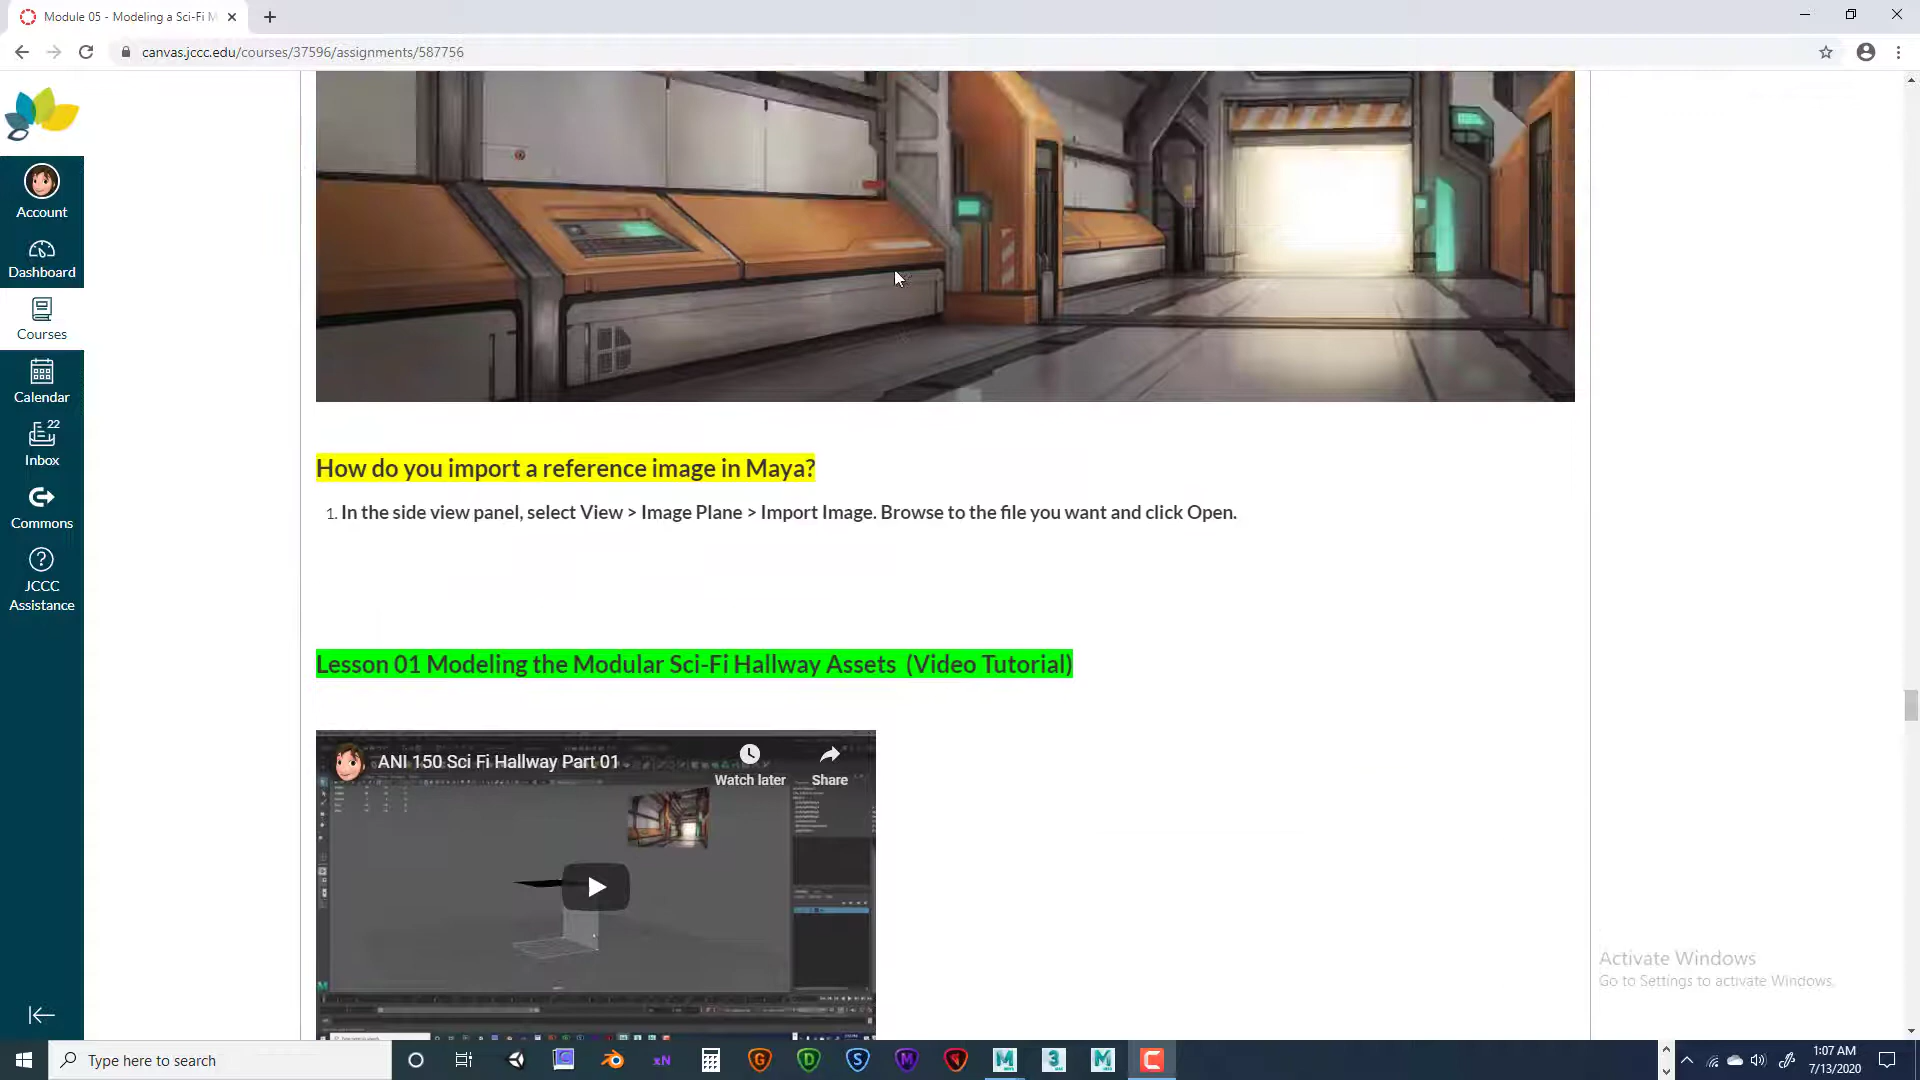 Module 05 - Modeling a Sci-Fi M
canvas.jccc.edu/courses/37596/assignments/587756
Account
Dashboard
Courses
Calendar
22
Inbox
Commons
JCCC
Assistance
How do you import a reference image in Maya?
1. In the side view panel, select View > Image Plane > Import Image. Browse to the file you want and click Open.
Lesson 01 Modeling the Modular Sci-Fi Hallway Assets (Video Tutorial)
ANI 150 Sci Fi Hallway Part 01
Watch later
Share
Activate Windows
Go to Settings to activate Windows.
Type here to search
1:07 AM
7/13/2020